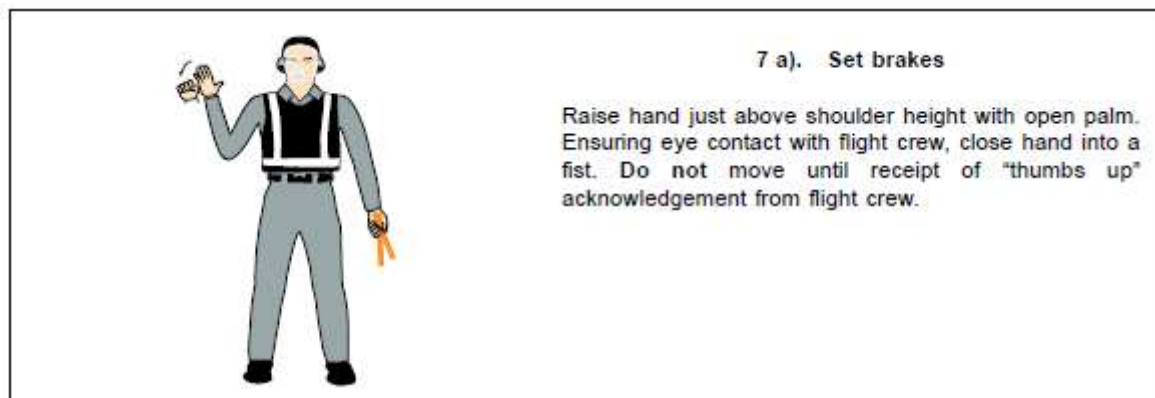 7 a). Set brakes
Raise hand just above shoulder height with open palm.
Ensuring eye contact with flight crew, close hand into a
fist. Do not move until receipt of “thumbs up”
acknowledgement from flight crew.